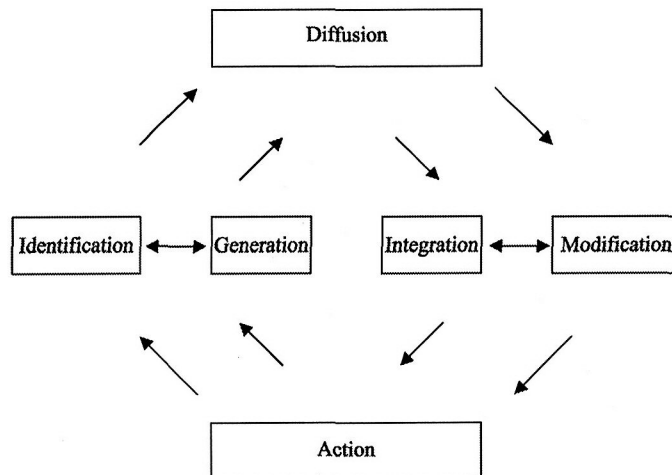 Diffusion
Identification
Generation
Integration
Modification
Action